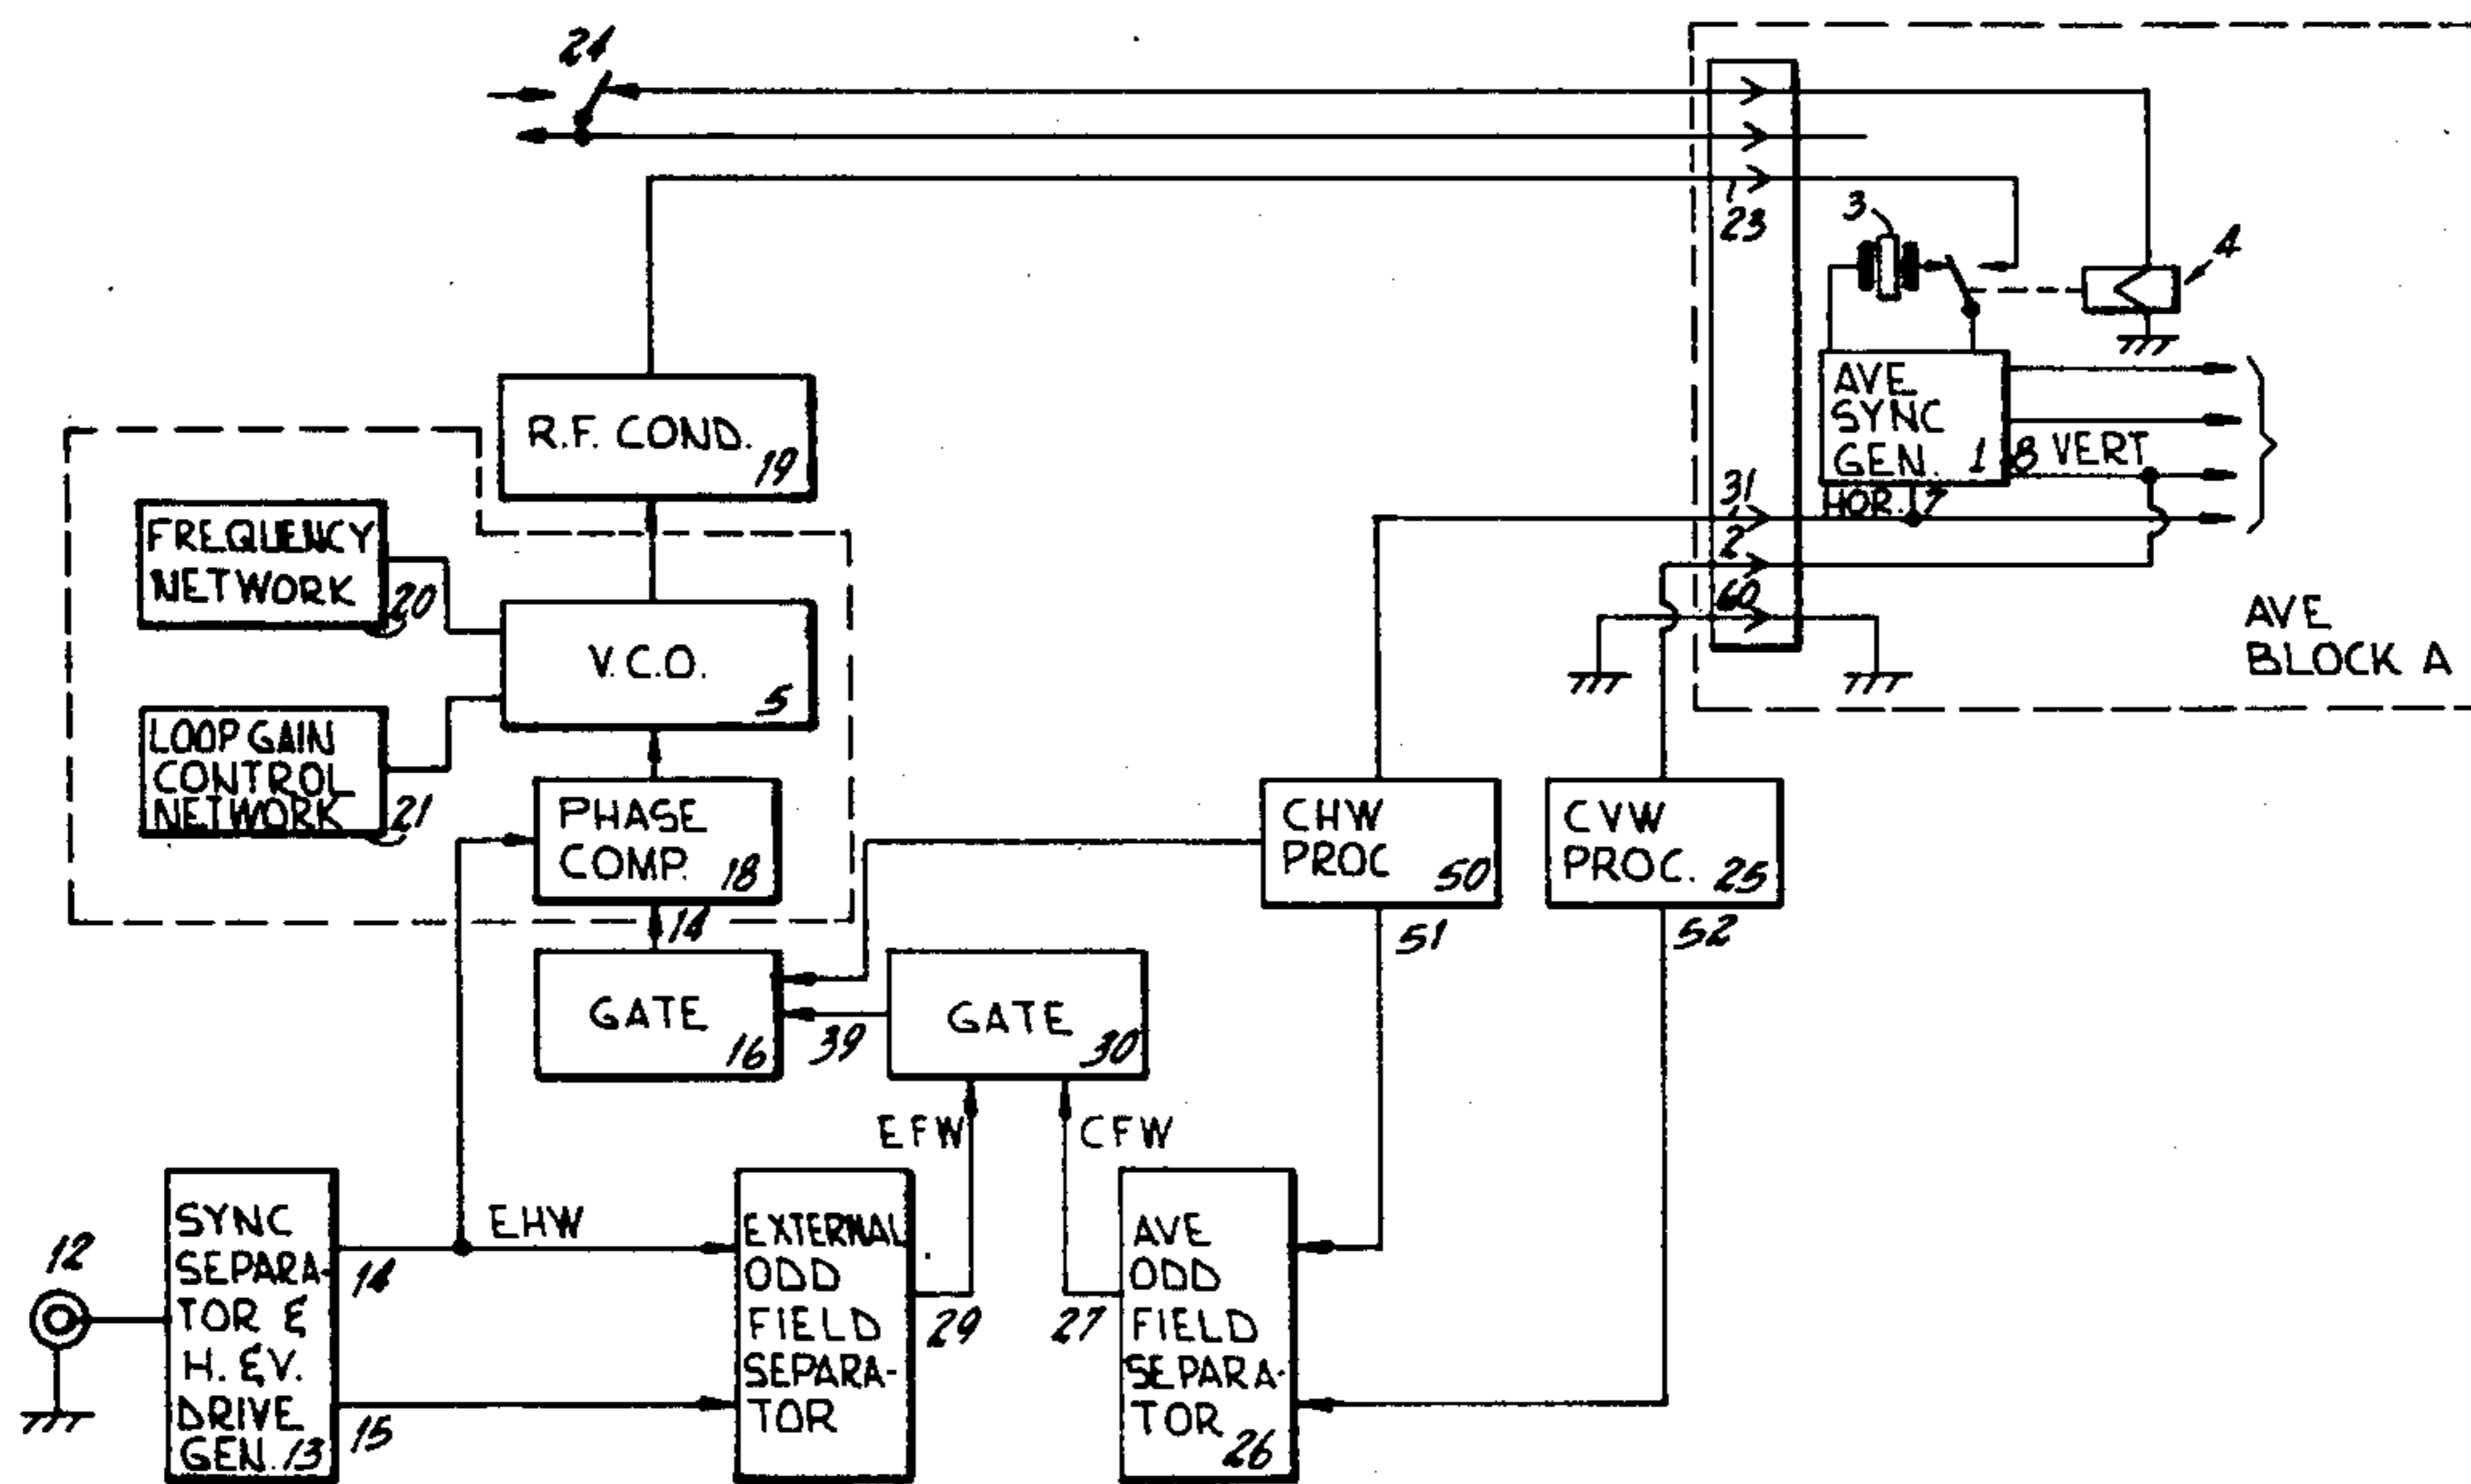 24
23
3
4
AVE
SYNC
GEN. 1
8 VERT
HOR. 7
31
2
60
AVE
BLOCK A
R.F. COND.
19
FREQUENCY
NETWORK
20
V.C.O.
5
LOOP GAIN
CONTROL
NETWORK
21
PHASE
COMP.
18
14
CHW
PROC
50
51
CVW
PROC. 25
52
GATE
16
39
GATE
30
EFW
CFW
12
SYNC
SEPARA-
TOR &
H. & V.
DRIVE
GEN. 13
14
EHW
15
EXTERNAL
ODD
FIELD
SEPARA-
TOR
29
27
AVE
ODD
FIELD
SEPARA-
TOR
26